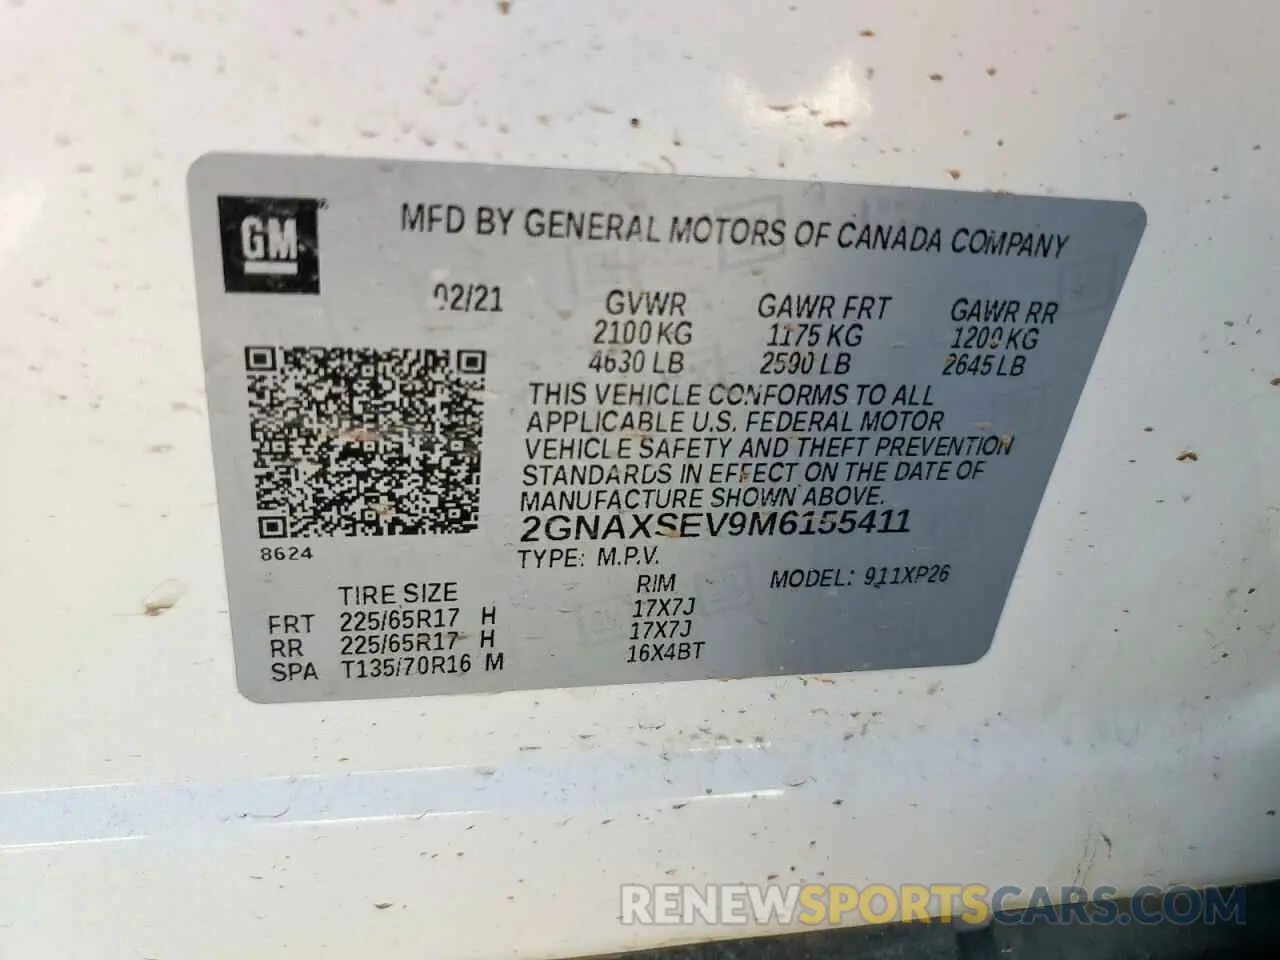 GM
MFD BY GENERAL MOTORS OF CANADA COMPANY
02/21 GVWR GAWR FRT GAWR RR
2100 KG 1175 KG 1200 KG
4630 LB 2590 LB 2645 LB
THIS VEHICLE CONFORMS TO ALL
APPLICABLE U.S. FEDERAL MOTOR
VEHICLE SAFETY AND THEFT PREVENTION
STANDARDS IN EFFECT ON THE DATE OF
MANUFACTURE SHOWN ABOVE.
2GNAXSEV9M6155411
8624
TYPE: M.P.V. MODEL: 911XP26
TIRE SIZE RIM
FRT 225/65R17 H 17X7J
RR 225/65R17 H 17X7J
SPA T135/70R16 M 16X4BT
RENEWSPORTSCARS.COM